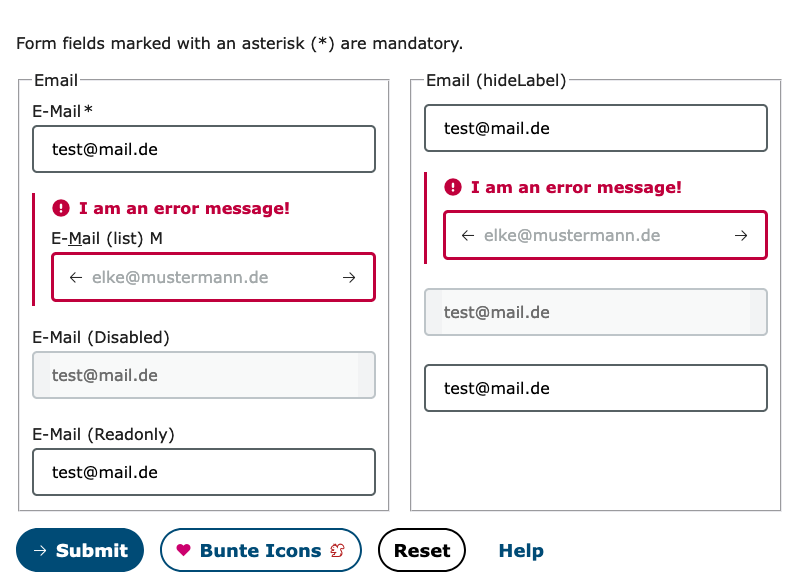 Form fields marked with an asterisk (*) are mandatory.
Email
E-Mail*
test@mail.de
I am an error message!
E-Mail (list) M
← elke@mustermann.de →
E-Mail (Disabled)
test@mail.de
E-Mail (Readonly)
test@mail.de
Email (hideLabel)
test@mail.de
I am an error message!
← elke@mustermann.de →
test@mail.de
test@mail.de
→ Submit
Bunte Icons
Reset
Help